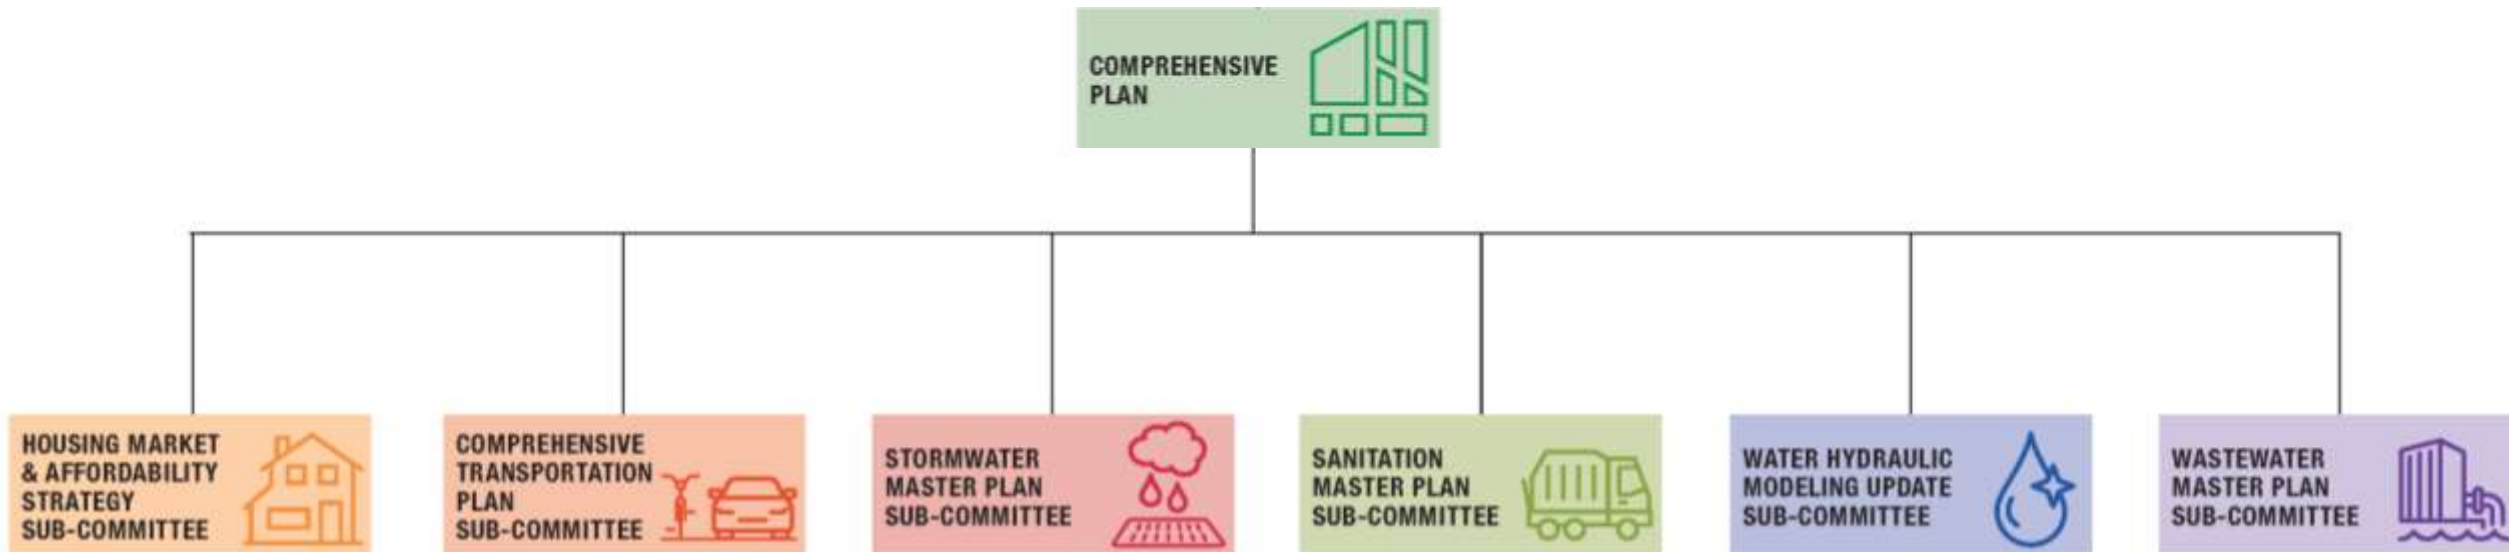 COMPREHENSIVE
PLAN
HOUSING MARKET
& AFFORDABILITY
STRATEGY
SUB-COMMITTEE
COMPREHENSIVE
TRANSPORTATION
PLAN
SUB-COMMITTEE
STORMWATER
MASTER PLAN
SUB-COMMITTEE
SANITATION
MASTER PLAN
SUB-COMMITTEE
WATER HYDRAULIC
MODELING UPDATE
SUB-COMMITTEE
WASTEWATER
MASTER PLAN
SUB-COMMITTEE